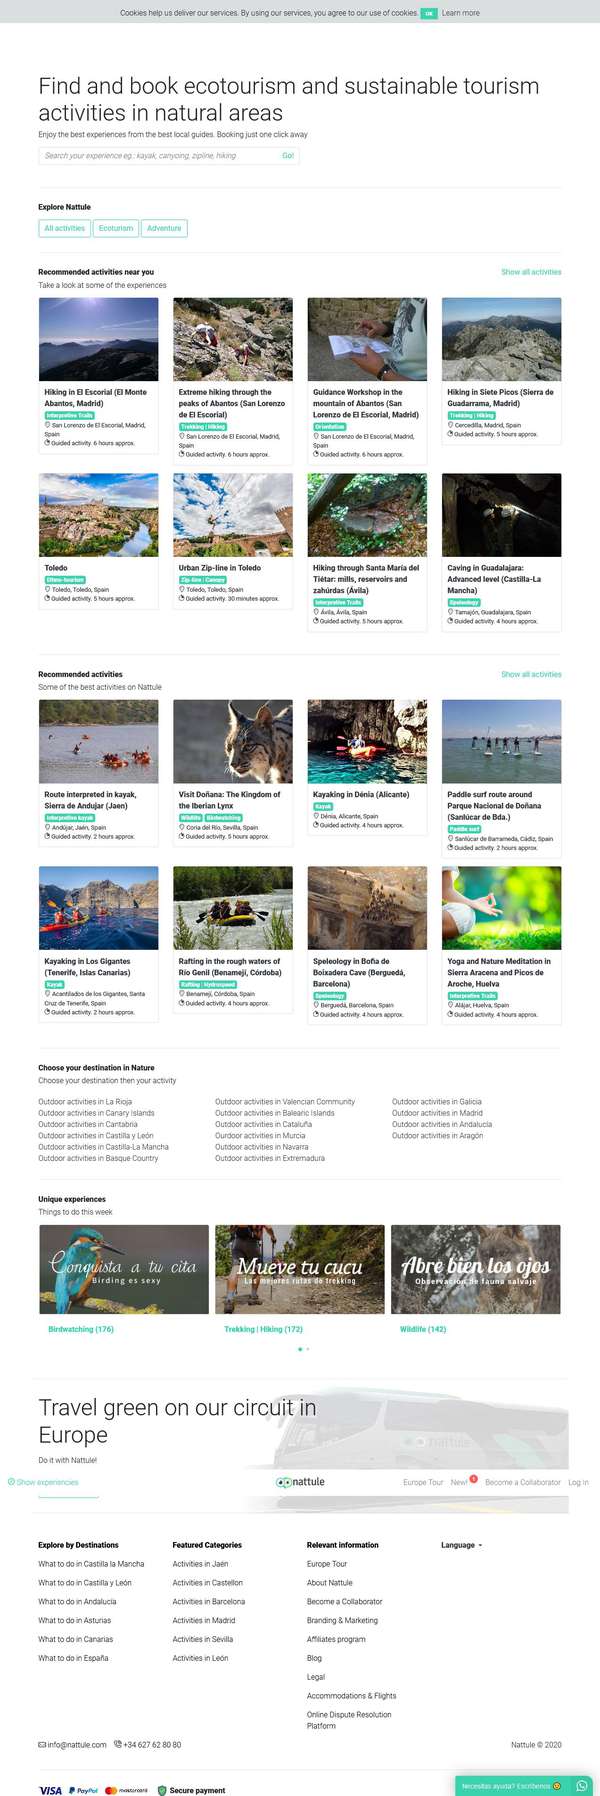 Cookies help us deliver our services. By using our services, you agree to our use of cookies. OK Learn more
Find and book ecotourism and sustainable tourism
activities in natural areas
Enjoy the best experiences from the best local guides. Booking just one click away
Search your experience eg.: kayak, canyoing, zipline, hiking Go!
Explore Nattule
All activities Ecoturism Adventure
Recommended activities near you Show all activities
Take a look at some of the experiences
Hiking in El Escorial (El Monte
Abantos, Madrid)
Interpretive Trails
San Lorenzo de El Escorial, Madrid,
Spain
Guided activity. 6 hours approx.
Extreme hiking through the
peaks of Abantos (San Lorenzo
de El Escorial)
Trekking | Hiking
San Lorenzo de El Escorial, Madrid,
Spain
Guided activity. 6 hours approx.
Guidance Workshop in the
mountain of Abantos (San
Lorenzo de El Escorial, Madrid)
Orientation
San Lorenzo de El Escorial, Madrid,
Spain
Guided activity. 6 hours approx.
Hiking in Siete Picos (Sierra de
Guadarrama, Madrid)
Trekking | Hiking
Cercedilla, Madrid, Spain
Guided activity. 5 hours approx.
Toledo
Ethno-tourism
Toledo, Toledo, Spain
Guided activity. 5 hours approx.
Urban Zip-line in Toledo
Zip-line | Canopy
Toledo, Toledo, Spain
Guided activity. 30 minutes approx.
Hiking through Santa María del
Tiétar: mills, reservoirs and
zahúrdas (Ávila)
Interpretive Trails
Ávila, Ávila, Spain
Guided activity. 5 hours approx.
Caving in Guadalajara:
Advanced level (Castilla-La
Mancha)
Speleology
Tamajón, Guadalajara, Spain
Guided activity. 4 hours approx.
Recommended activities Show all activities
Some of the best activities on Nattule
Route interpreted in kayak,
Sierra de Andujar (Jaen)
Interpretive kayak
Andújar, Jaén, Spain
Guided activity. 2 hours approx.
Visit Doñana: The Kingdom of
the Iberian Lynx
Wildlife Birdwatching
Coria del Río, Sevilla, Spain
Guided activity. 5 hours approx.
Kayaking in Dénia (Alicante)
Kayak
Dénia, Alicante, Spain
Guided activity. 4 hours approx.
Paddle surf route around
Parque Nacional de Doñana
(Sanlúcar de Bda.)
Paddle surf
Sanlúcar de Barrameda, Cádiz, Spain
Guided activity. 2 hours approx.
Kayaking in Los Gigantes
(Tenerife, Islas Canarias)
Kayak
Acantilados de los Gigantes, Santa
Cruz de Tenerife, Spain
Guided activity. 2 hours approx.
Rafting in the rough waters of
Río Genil (Benamejí, Córdoba)
Rafting | Hydrospeed
Benamejí, Córdoba, Spain
Guided activity. 4 hours approx.
Speleology in Bofia de
Boixadera Cave (Berguedá,
Barcelona)
Speleology
Berguedá, Barcelona, Spain
Guided activity. 4 hours approx.
Yoga and Nature Meditation in
Sierra Aracena and Picos de
Aroche, Huelva
Interpretive Trails
Alájar, Huelva, Spain
Guided activity. 4 hours approx.
Choose your destination in Nature
Choose your destination then your activity
Outdoor activities in La Rioja
Outdoor activities in Canary Islands
Outdoor activities in Cantabria
Outdoor activities in Castilla y León
Outdoor activities in Castilla-La Mancha
Outdoor activities in Basque Country
Outdoor activities in Valencian Community
Outdoor activities in Balearic Islands
Outdoor activities in Cataluña
Outdoor activities in Murcia
Outdoor activities in Navarra
Outdoor activities in Extremadura
Outdoor activities in Galicia
Outdoor activities in Madrid
Outdoor activities in Andalucía
Outdoor activities in Aragón
Unique experiences
Things to do this week
Conquista a tu cita
Birding es sexy
Birdwatching (176)
Mueve tu cucu
Las mejores rutas de trekking
Trekking | Hiking (172)
Abre bien los ojos
Observación de fauna salvaje
Wildlife (142)
Travel green on our circuit in
Europe
Do it with Nattule!
nattule
Show experiencies nattule Europe Tour New! 1 Become a Collaborator Log in
Explore by Destinations
What to do in Castilla la Mancha
What to do in Castilla y León
What to do in Andalucía
What to do in Asturias
What to do in Canarias
What to do in España
Featured Categories
Activities in Jaén
Activities in Castellon
Activities in Barcelona
Activities in Madrid
Activities in Sevilla
Activities in León
Relevant information
Europe Tour
About Nattule
Become a Collaborator
Branding & Marketing
Affiliates program
Blog
Legal
Accommodations & Flights
Online Dispute Resolution
Platform
Language
info@nattule.com +34 627 62 80 80 Nattule © 2020
VISA PayPal mastercard Secure payment
Necesitas ayuda? Escríbenos